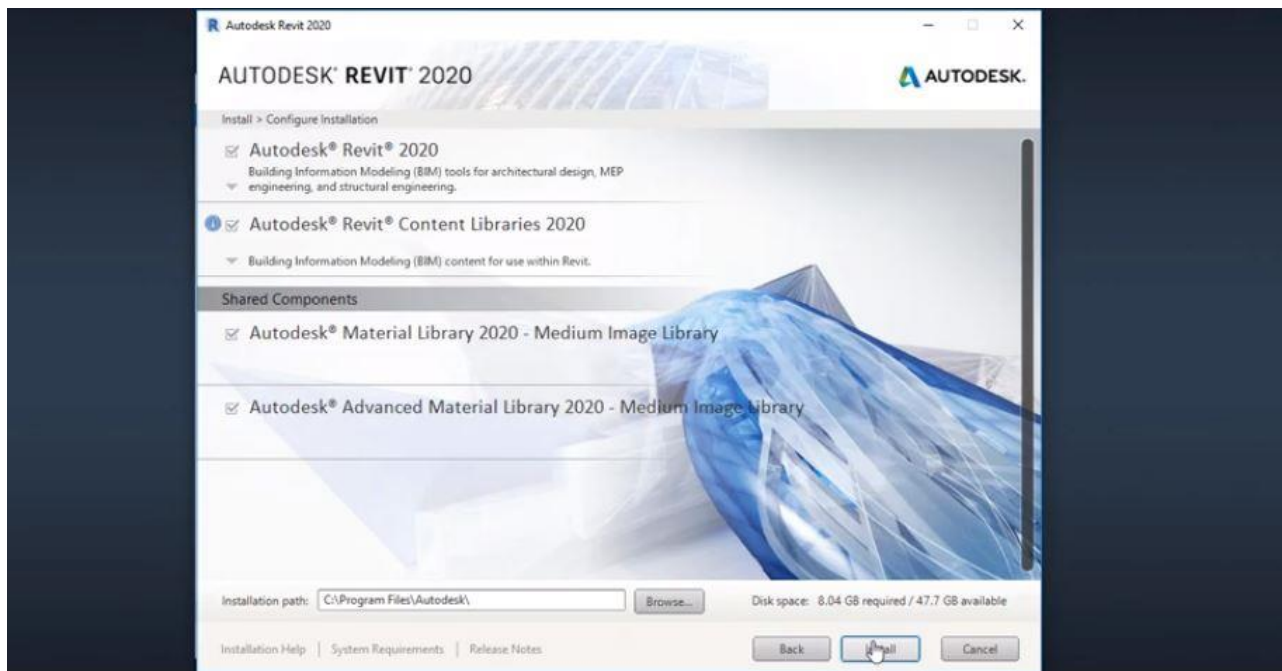 Autodesk Revit 2020
AUTODESK® REVIT® 2020
AUTODESK.
Install > Configure Installation
Autodesk® Revit® 2020
Building Information Modeling (BIM) tools for architectural design, MEP
engineering, and structural engineering.
Autodesk® Revit® Content Libraries 2020
Building Information Modeling (BIM) content for use within Revit.
Shared Components
Autodesk® Material Library 2020 - Medium Image Library
Autodesk® Advanced Material Library 2020 - Medium Image Library
Installation path: C:\Program Files\Autodesk\ Browse... Disk space: 8.04 GB required / 47.7 GB available
Installation Help | System Requirements | Release Notes Back Install Cancel